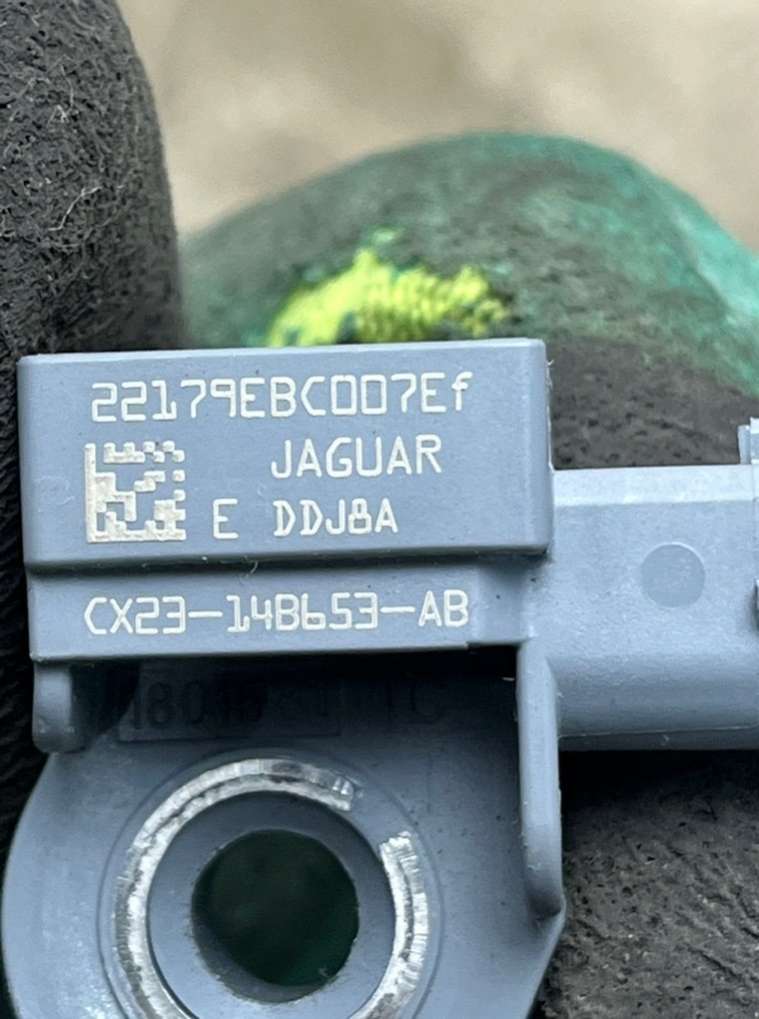 22179EBC007Ef
JAGUAR
E DDJ8A
CX23-14B653-AB